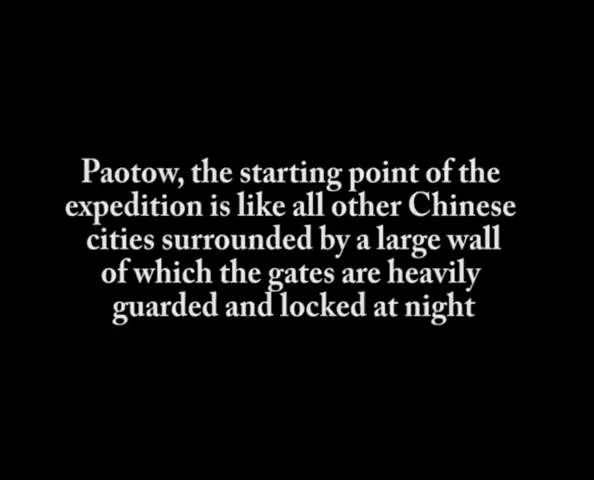 Paotow, the starting point of the
expedition is like all other Chinese
cities surrounded by a large wall
of which the gates are heavily
guarded and locked at night